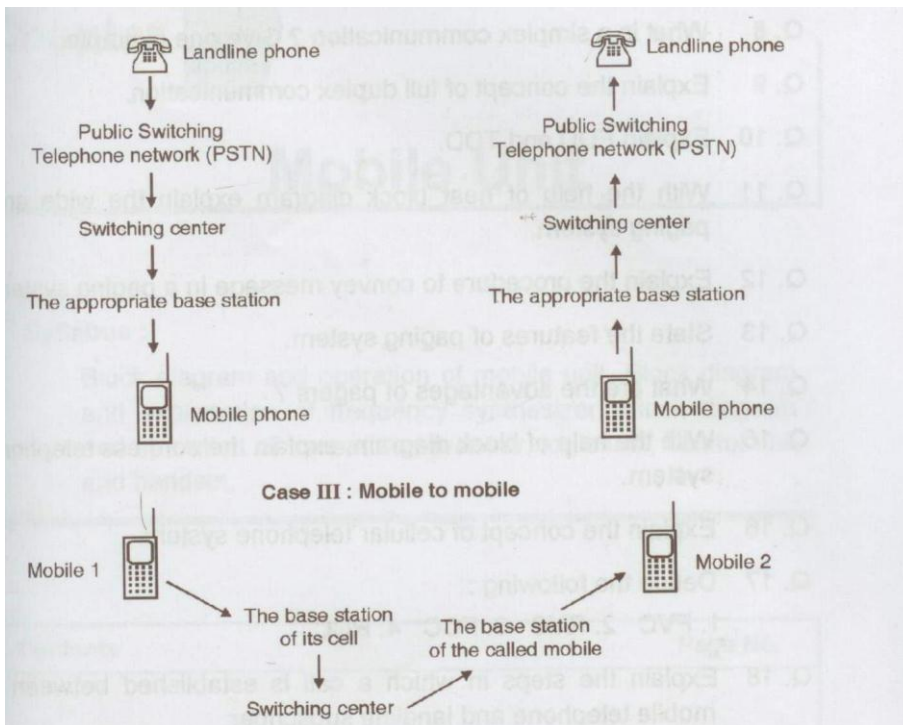 Landline phone
Public Switching
Telephone network (PSTN)
Switching center
The appropriate base station
Mobile phone
Landline phone
Public Switching
Telephone network (PSTN)
Switching center
The appropriate base station
Mobile phone
Case III : Mobile to mobile
Mobile 1
The base station
of its cell
Switching center
The base station
of the called mobile
Mobile 2
Q. 8 What is a simplex communication ?
Q. 9 Explain the concept of full duplex communication.
Q. 10
Mobile Unit
Q. 11 With the help of neat block diagram explain the wide
paging system.
Q. 12 Explain the procedure to convey message in a paging
Q. 13 State the features of paging system.
Q. 14 What are the advantages of pagers ?
Q. 15 With the help of block diagram explain the cordless
system.
Q. 16 Explain the concept of cellular telephone system.
Q. 17 Define the following :
Q. 18 Explain the steps in which a call is established between
mobile telephone and landline